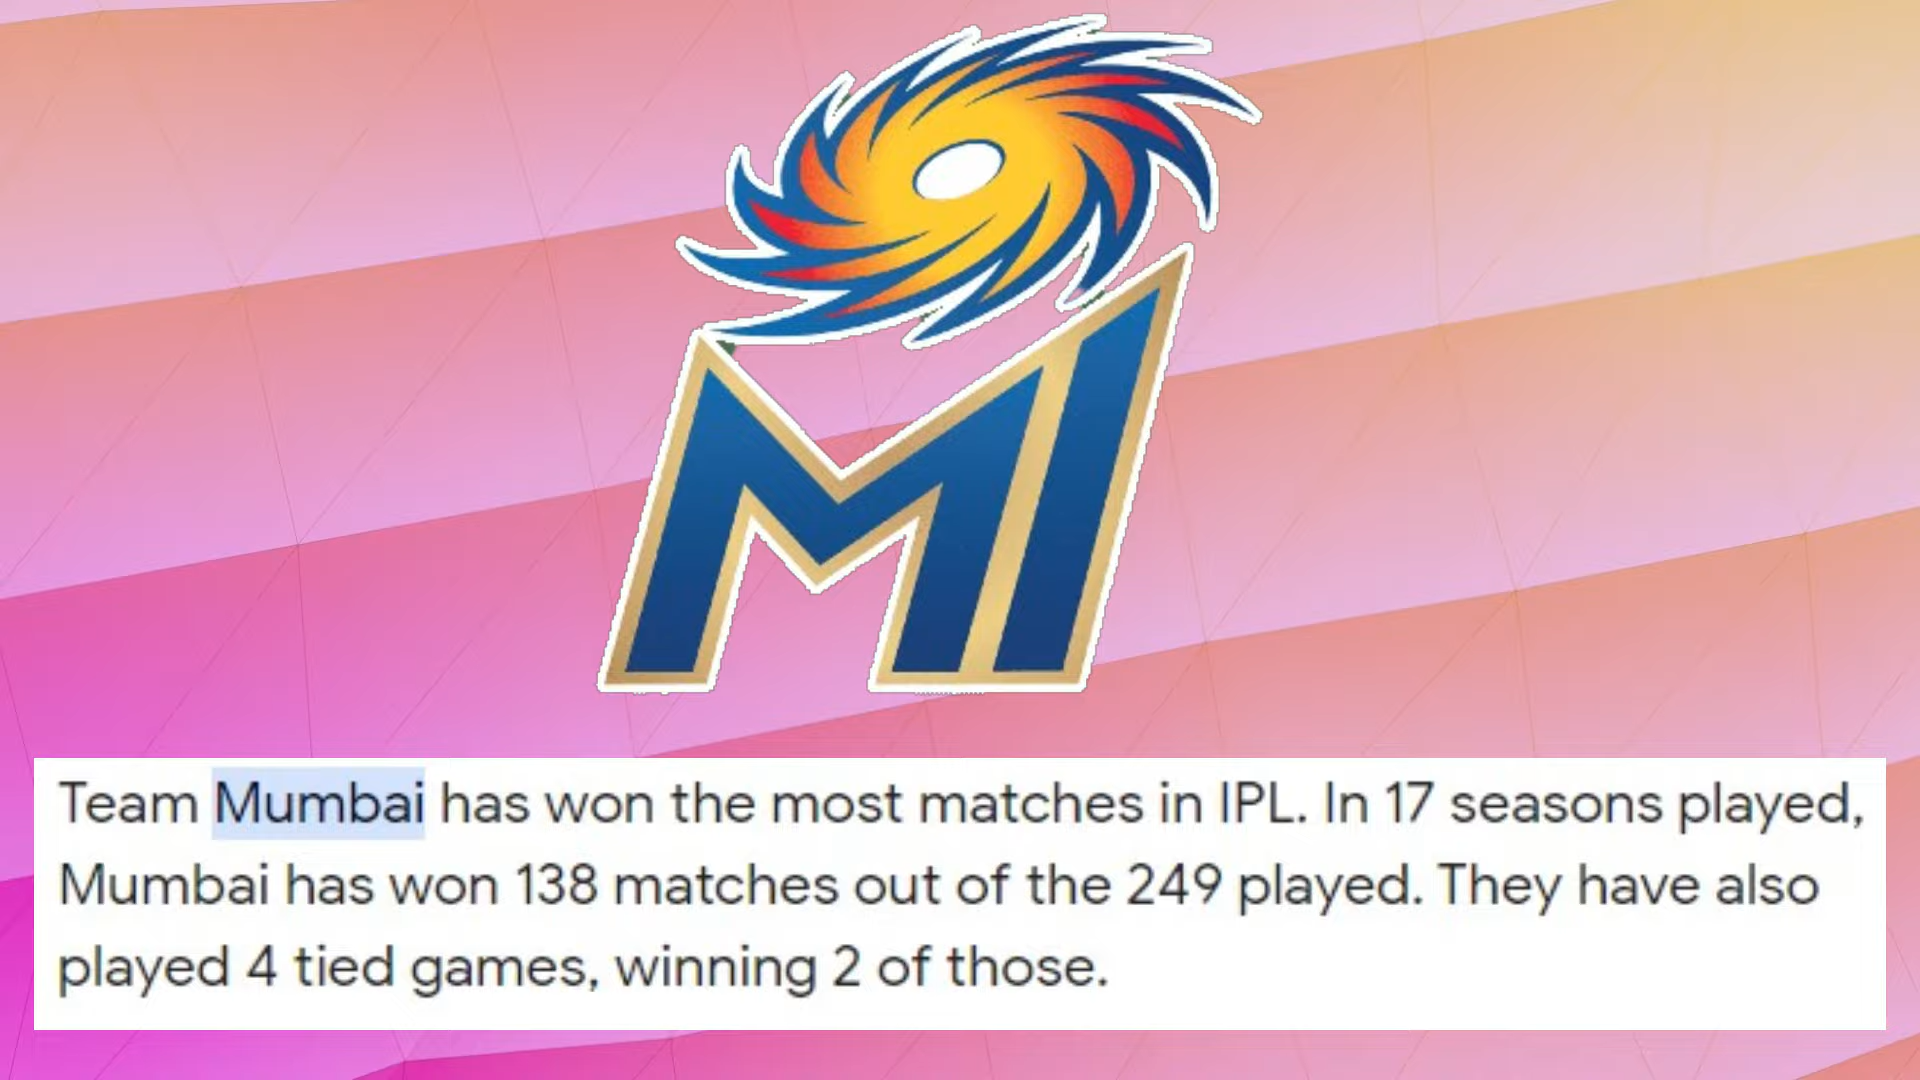 MI
Team Mumbai has won the most matches in IPL. In 17 seasons played,
Mumbai has won 138 matches out of the 249 played. They have also
played 4 tied games, winning 2 of those.